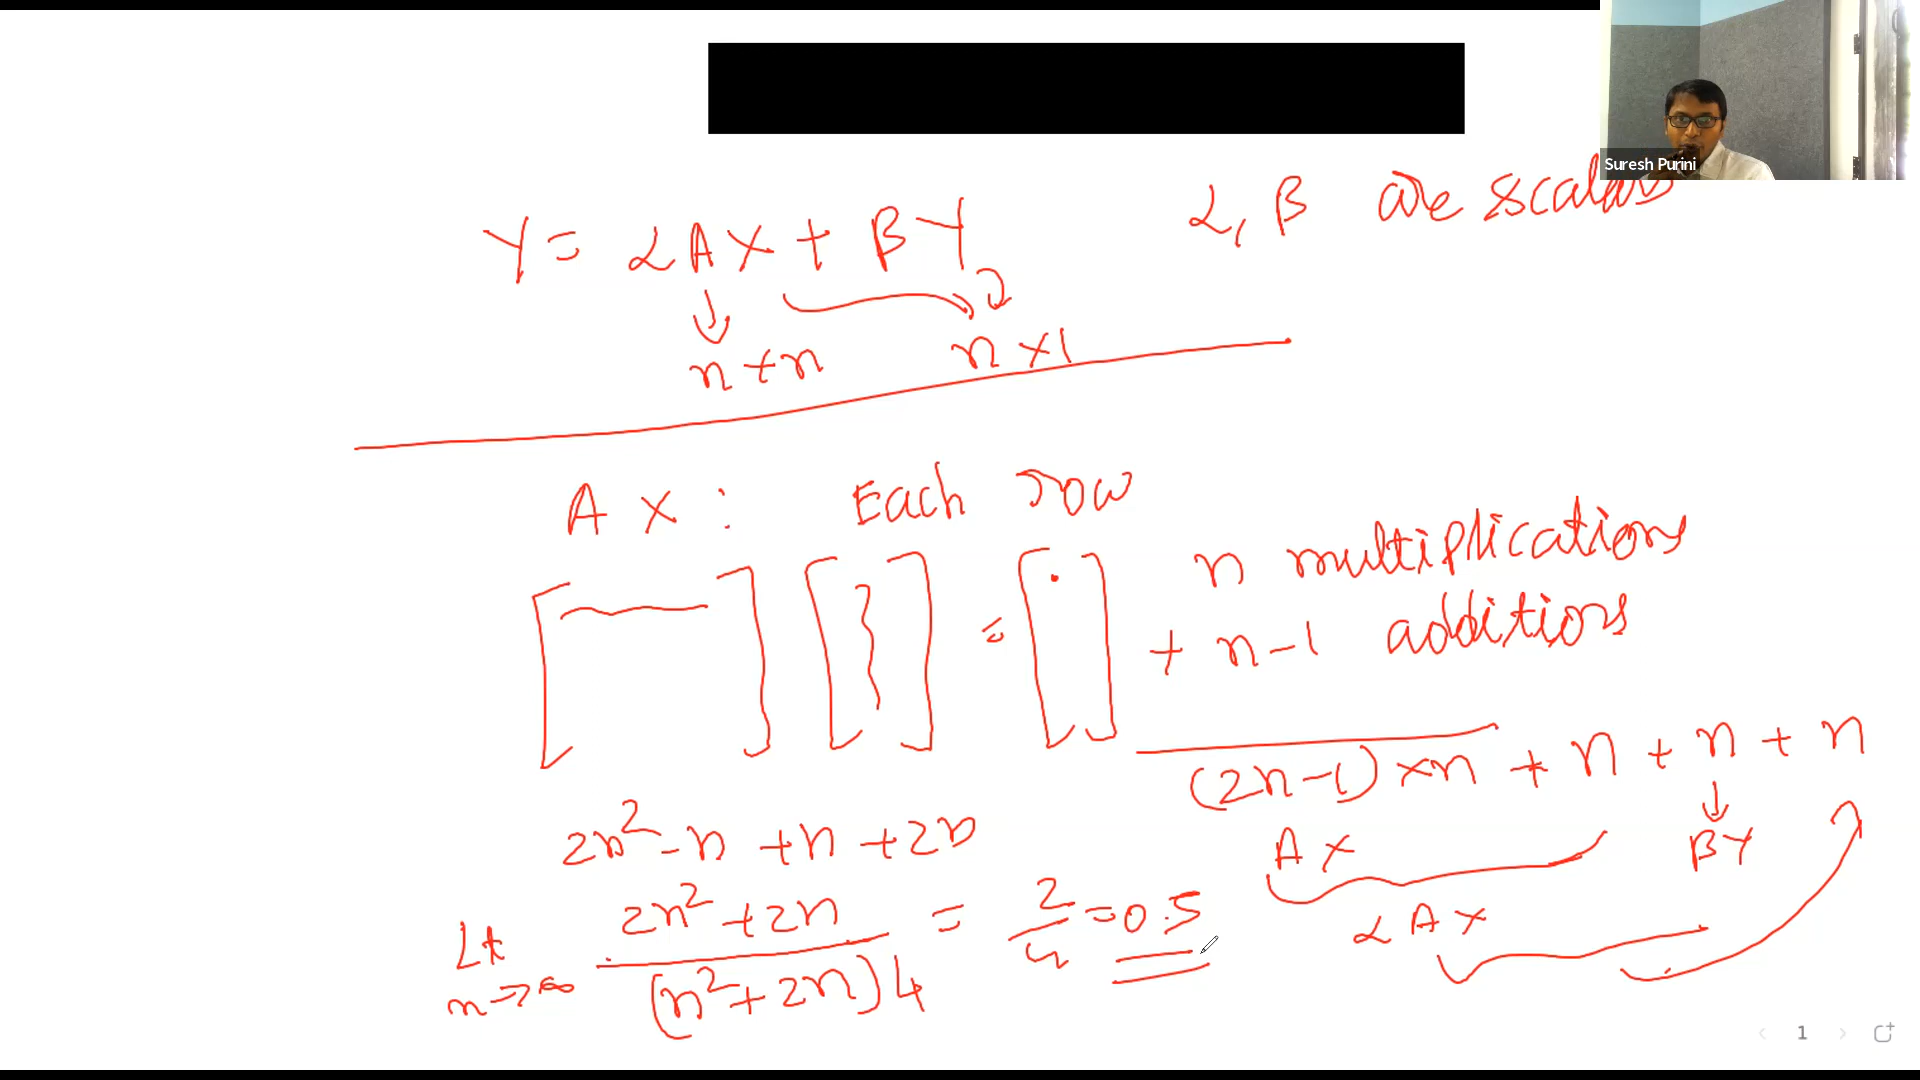 Suresh Purini
α, β are scalars
Y = αAX + βY
n×n n×1
AX : Each row
= n multiplications
+ n-1 additions
(2n-1)×n + n + n + n
2n²-n +n +2n
AX βY
Lt n→∞ 2n²+2n / (n²+2n)4 = 2/4 = 0.5
αAX
1